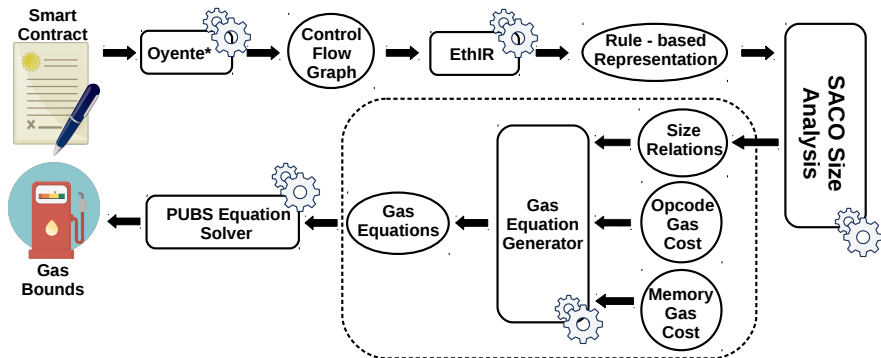 Smart
Contract
Oyente*
Control
Flow
Graph
EthIR
Rule - based
Representation
SACO Size
Analysis
Size
Relations
Opcode
Gas
Cost
Memory
Gas
Cost
Gas
Equation
Generator
Gas
Equations
PUBS Equation
Solver
Gas
Bounds